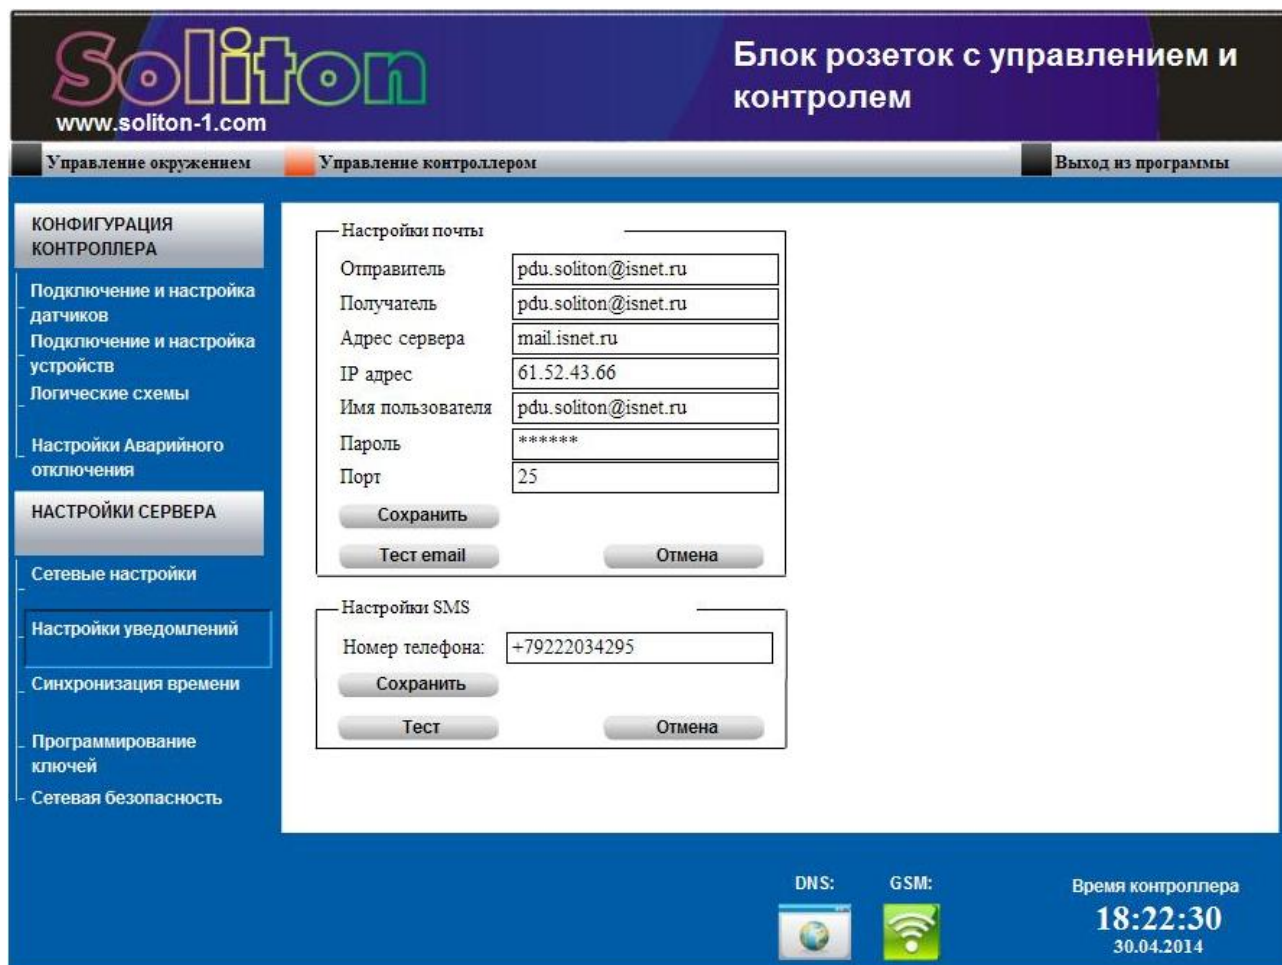 Soliton
www.soliton-1.com
Блок розеток с управлением и
контролем
Управление окружением
Управление контроллером
Выход из программы
КОНФИГУРАЦИЯ
КОНТРОЛЛЕРА
Подключение и настройка
датчиков
Подключение и настройка
устройств
Логические схемы
Настройки Аварийного
отключения
НАСТРОЙКИ СЕРВЕРА
Сетевые настройки
Настройки уведомлений
Синхронизация времени
Программирование
ключей
Сетевая безопасность
Настройки почты
Отправитель pdu.soliton@isnet.ru
Получатель pdu.soliton@isnet.ru
Адрес сервера mail.isnet.ru
IP адрес 61.52.43.66
Имя пользователя pdu.soliton@isnet.ru
Пароль ******
Порт 25
Сохранить
Тест email Отмена
Настройки SMS
Номер телефона: +79222034295
Сохранить
Тест Отмена
DNS: GSM:
Время контроллера
18:22:30
30.04.2014